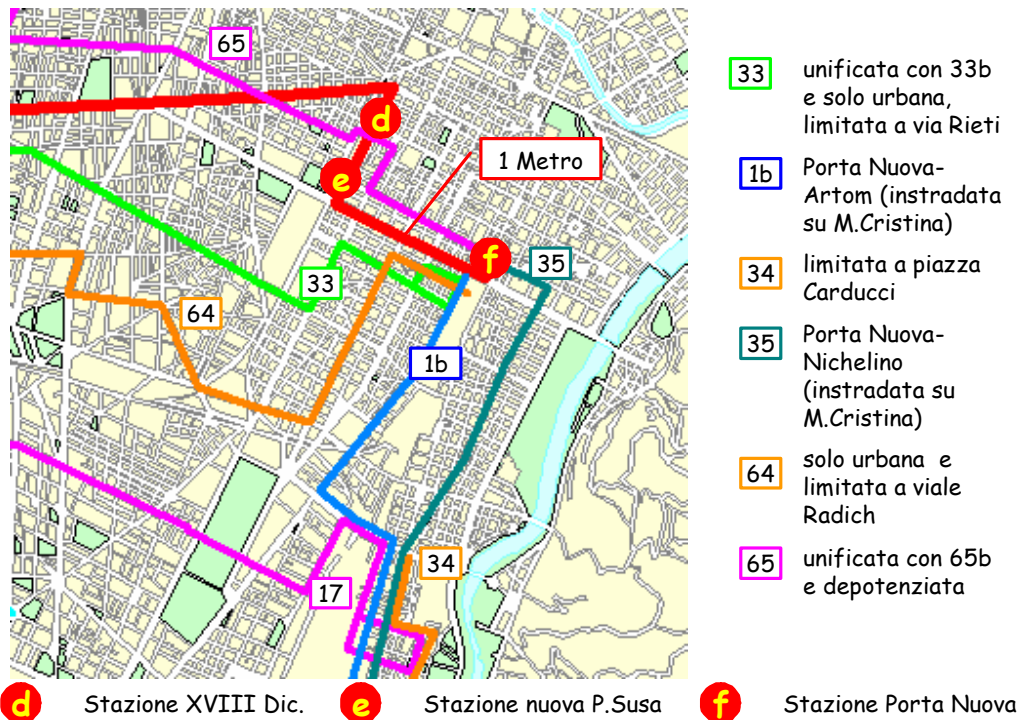 65
d
e
1 Metro
f
35
33
64
1b
34
17
33 unificata con 33b
e solo urbana,
limitata a via Rieti
1b Porta Nuova-
Artom (instradata
su M.Cristina)
34 limitata a piazza
Carducci
35 Porta Nuova-
Nichelino
(instradata su
M.Cristina)
64 solo urbana e
limitata a viale
Radich
65 unificata con 65b
e depotenziata
d Stazione XVIII Dic.
e Stazione nuova P.Susa
f Stazione Porta Nuova